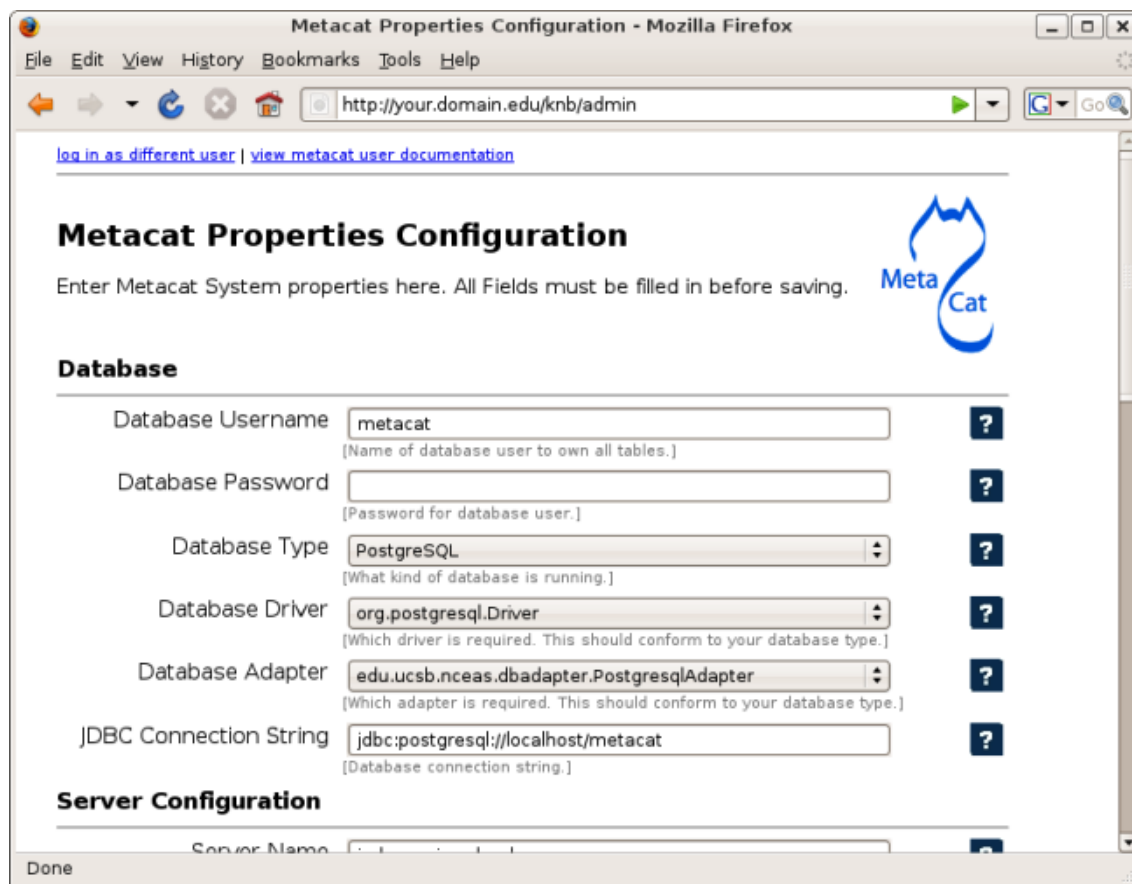 Metacat Properties Configuration - Mozilla Firefox
File Edit View History Bookmarks Tools Help
http://your.domain.edu/knb/admin
G Go
log in as different user | view metacat user documentation
Metacat Properties Configuration
Enter Metacat System properties here. All Fields must be filled in before saving.
Meta
Cat
Database
Database Username metacat ?
[Name of database user to own all tables.]
Database Password ?
[Password for database user.]
Database Type PostgreSQL ?
[What kind of database is running.]
Database Driver org.postgresql.Driver ?
[Which driver is required. This should conform to your database type.]
Database Adapter edu.ucsb.nceas.dbadapter.PostgresqlAdapter ?
[Which adapter is required. This should conform to your database type.]
JDBC Connection String jdbc:postgresql://localhost/metacat ?
[Database connection string.]
Server Configuration
Server Name
Done